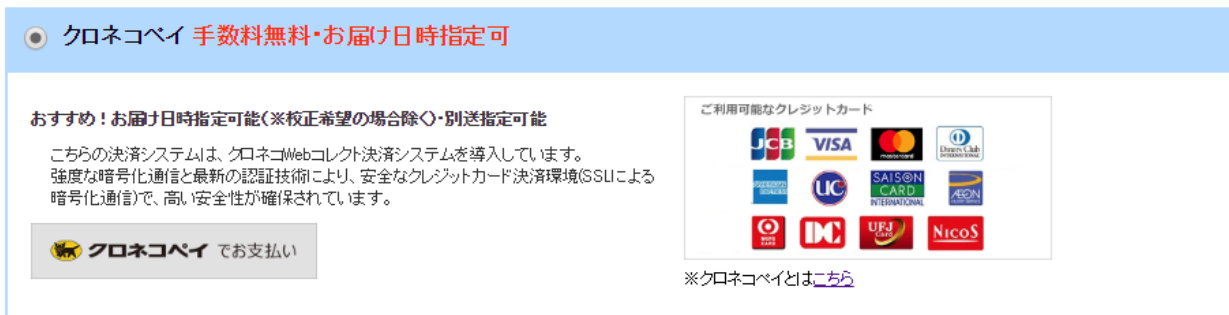 クロネコペイ 手数料無料・お届け日時指定可
おすすめ！お届け日時指定可能(※校正希望の場合除く)・別送指定可能
こちらの決済システムは、クロネコWebコレクト決済システムを導入しています。
強度な暗号化通信と最新の認証技術により、安全なクレジットカード決済環境(SSLによる
暗号化通信)で、高い安全性が確保されています。
クロネコペイ でお支払い
ご利用可能なクレジットカード
JCB VISA mastercard Diners Club INTERNATIONAL
AMERICAN EXPRESS UC SAISON CARD INTERNATIONAL ÆON
DC UFJ Card NICOS
※クロネコペイとはこちら